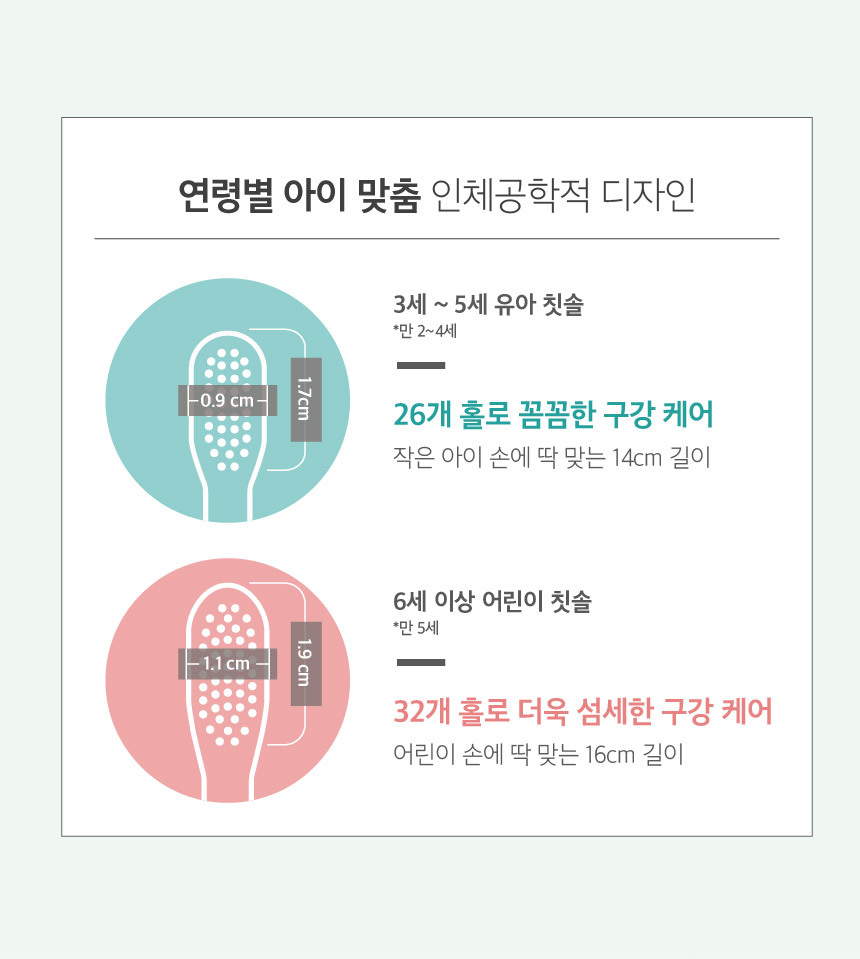 연령별 아이 맞춤 인체공학적 디자인
3세 ~ 5세 유아 칫솔
*만 2~4세
0.9 cm
1.7cm
26개 홀로 꼼꼼한 구강 케어
작은 아이 손에 딱 맞는 14cm 길이
6세 이상 어린이 칫솔
*만 5세
1.1 cm
1.9 cm
32개 홀로 더욱 섬세한 구강 케어
어린이 손에 딱 맞는 16cm 길이